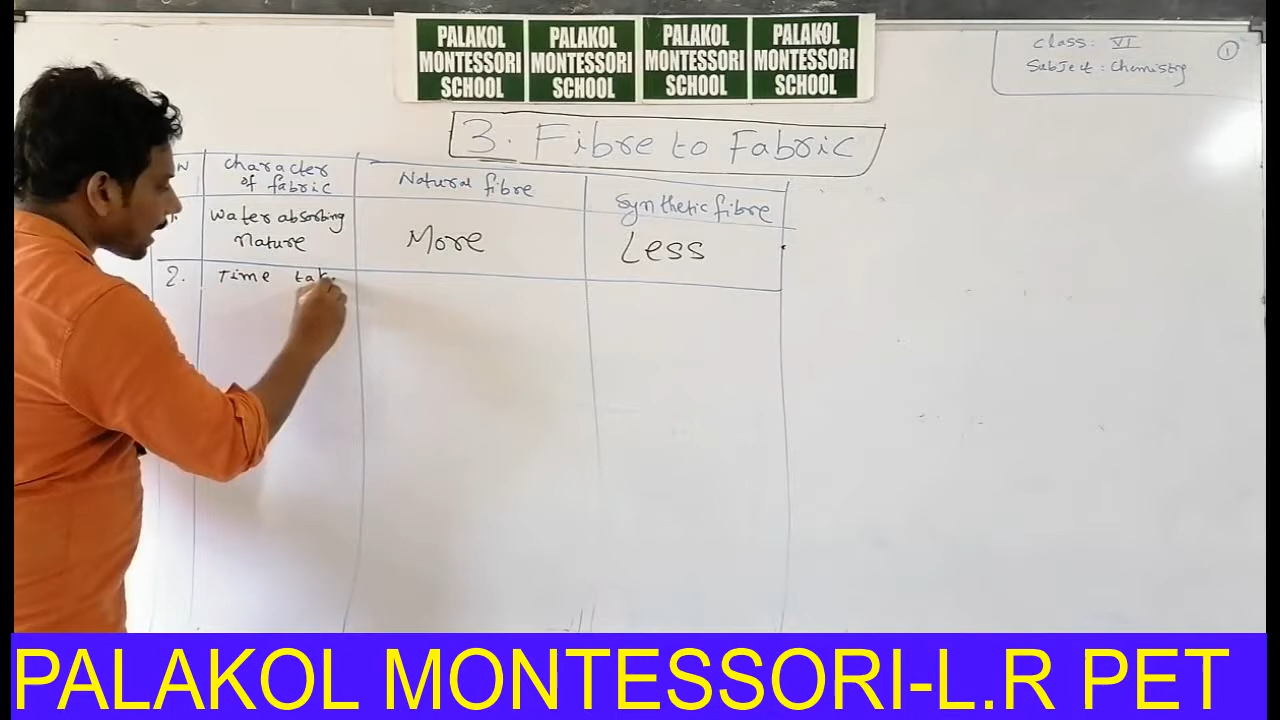 PALAKOL MONTESSORI SCHOOL
PALAKOL MONTESSORI SCHOOL
PALAKOL MONTESSORI SCHOOL
PALAKOL MONTESSORI SCHOOL
Class: VI
Subject: Chemistry
1
3. Fibre to Fabric
N
Character of fabric
Natural fibre
Synthetic fibre
1.
Water absorbing nature
More
Less
2.
Time tak
PALAKOL MONTESSORI-L.R PET